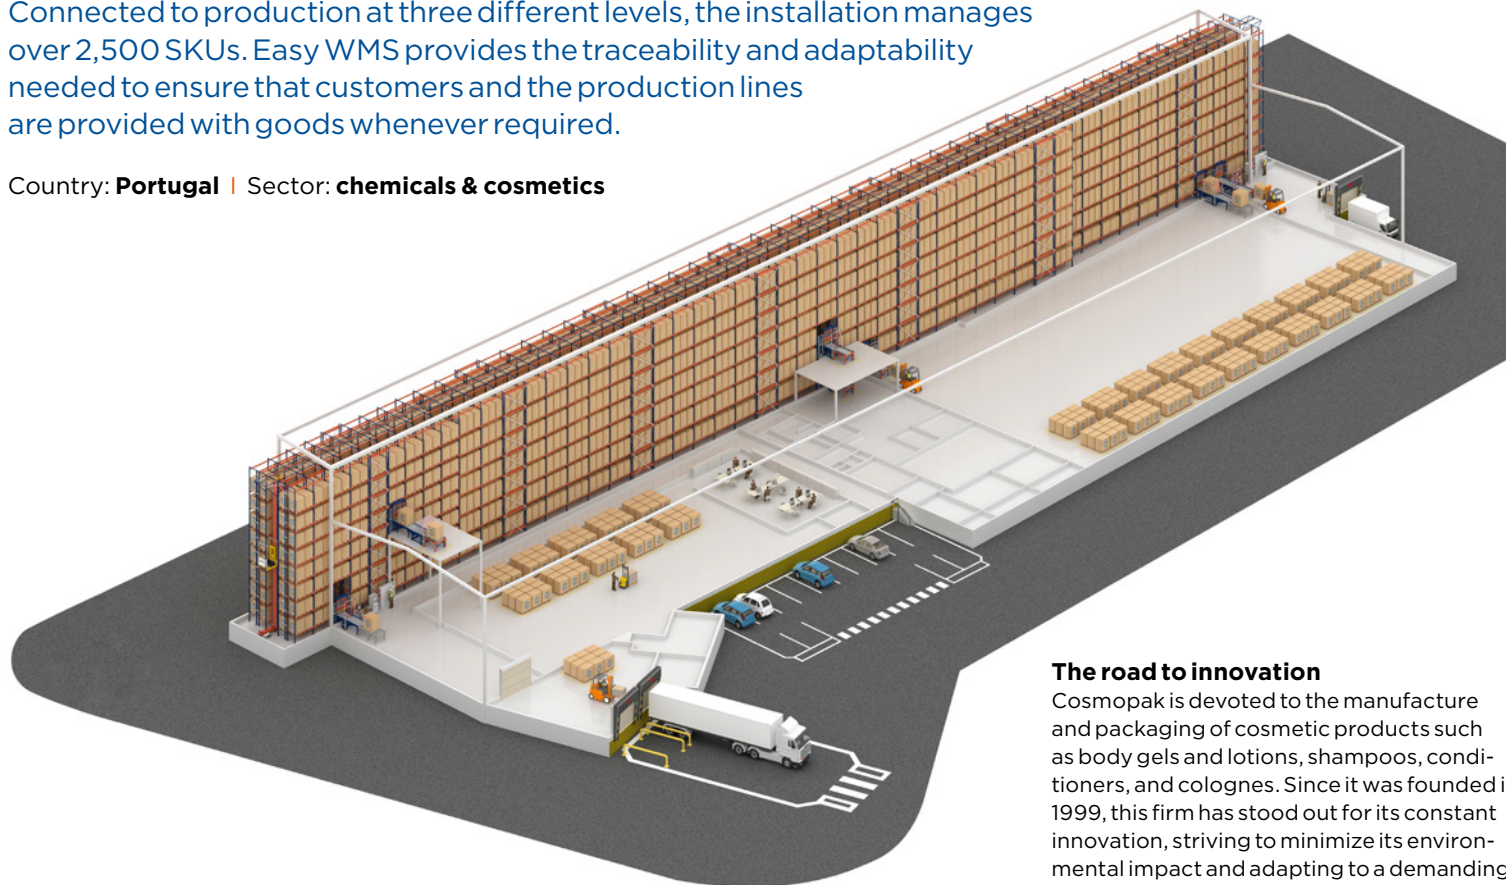 Connected to production at three different levels, the installation manages
over 2,500 SKUs. Easy WMS provides the traceability and adaptability
needed to ensure that customers and the production lines
are provided with goods whenever required.
Country: Portugal | Sector: chemicals & cosmetics
The road to innovation
Cosmopak is devoted to the manufacture
and packaging of cosmetic products such
as body gels and lotions, shampoos, condi-
tioners, and colognes. Since it was founded i
1999, this firm has stood out for its constant
innovation, striving to minimize its environ-
mental impact and adapting to a demanding